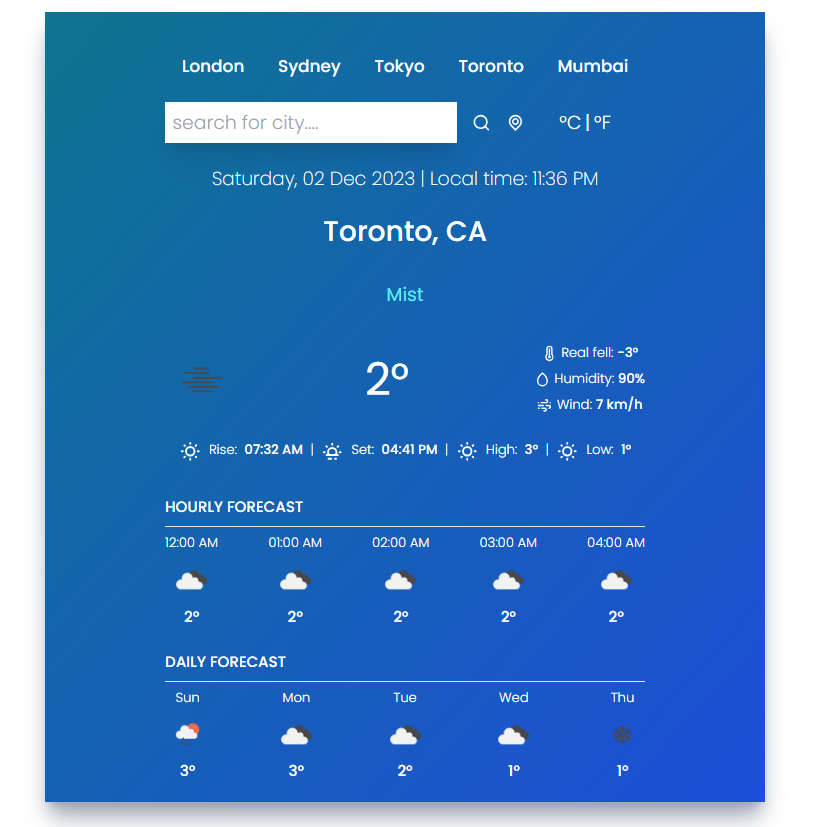 London Sydney Tokyo Toronto Mumbai
search for city.... °C | °F
Saturday, 02 Dec 2023 | Local time: 11:36 PM
Toronto, CA
Mist
Real fell: -3°
2°
Humidity: 90%
Wind: 7 km/h
Rise: 07:32 AM | Set: 04:41 PM | High: 3° | Low: 1°
HOURLY FORECAST
12:00 AM 01:00 AM 02:00 AM 03:00 AM 04:00 AM
2° 2° 2° 2° 2°
DAILY FORECAST
Sun Mon Tue Wed Thu
3° 3° 2° 1° 1°